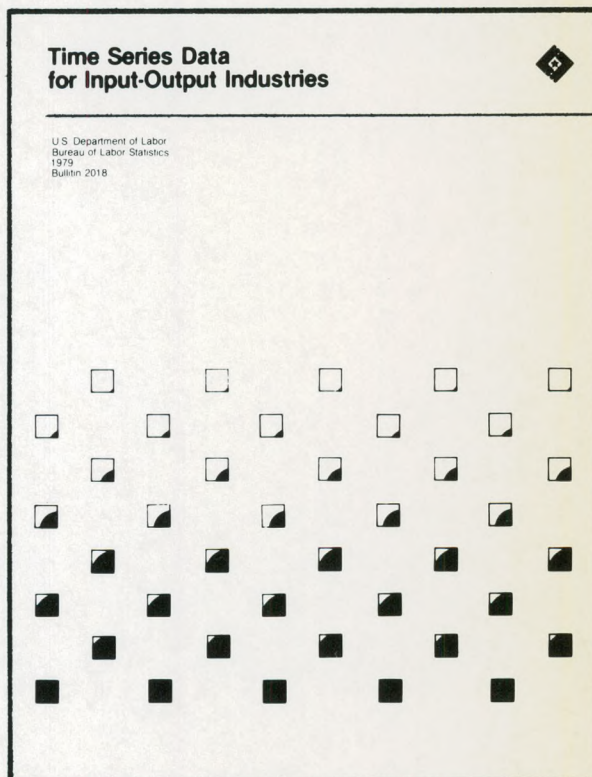 Time Series Data
for Input-Output Industries
U.S. Department of Labor
Bureau of Labor Statistics
1979
Bullitin 2018